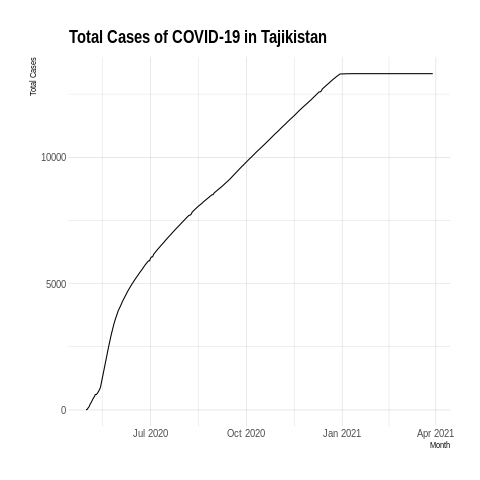 Total Cases of COVID-19 in Tajikistan
Total Cases
10000
5000
0
Jul 2020 Oct 2020 Jan 2021 Apr 2021
Month